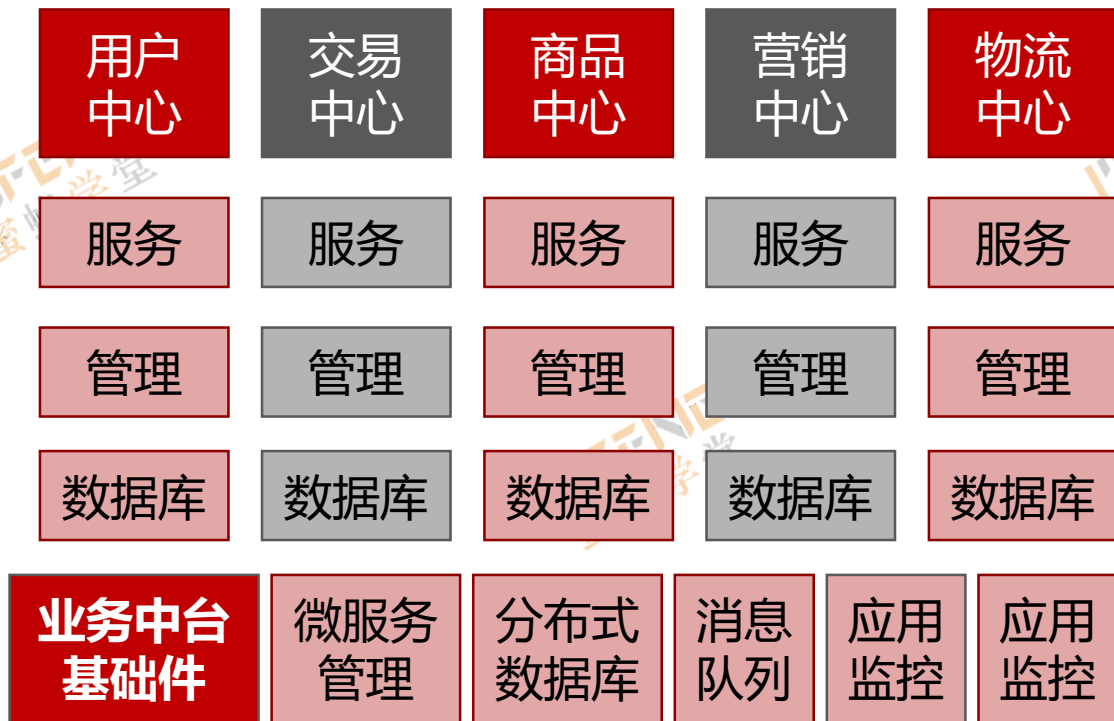 用户 交易 商品 营销 物流
中心 中心 中心 中心 中心
服务 服务 服务 服务 服务
管理 管理 管理 管理 管理
数据库 数据库 数据库 数据库 数据库
业务中台 微服务 分布式 消息 应用 应用
基础件 管理 数据库 队列 监控 监控